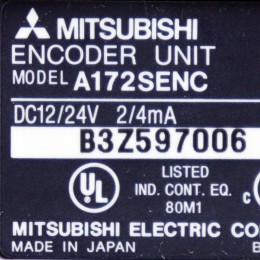 MITSUBISHI
ENCODER UNIT
MODEL A172SENC
DC12/24V 2/4mA
B3Z597006
UL
LISTED
IND. CONT. EQ.
80M1
c
MITSUBISHI ELECTRIC CO
MADE IN JAPAN B